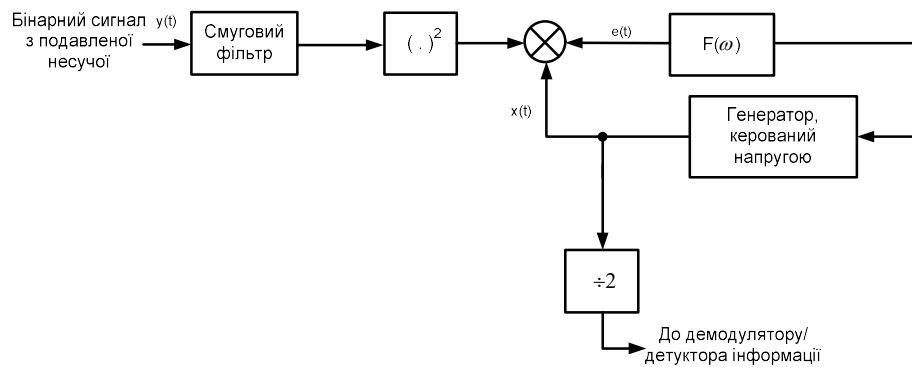 Бінарний сигнал
з подавленої
несучої
y(t)
Смуговий
фільтр
( . )²
e(t)
F(ω)
x(t)
Генератор,
керований
напругою
÷2
До демодулятору/
детуктора інформації